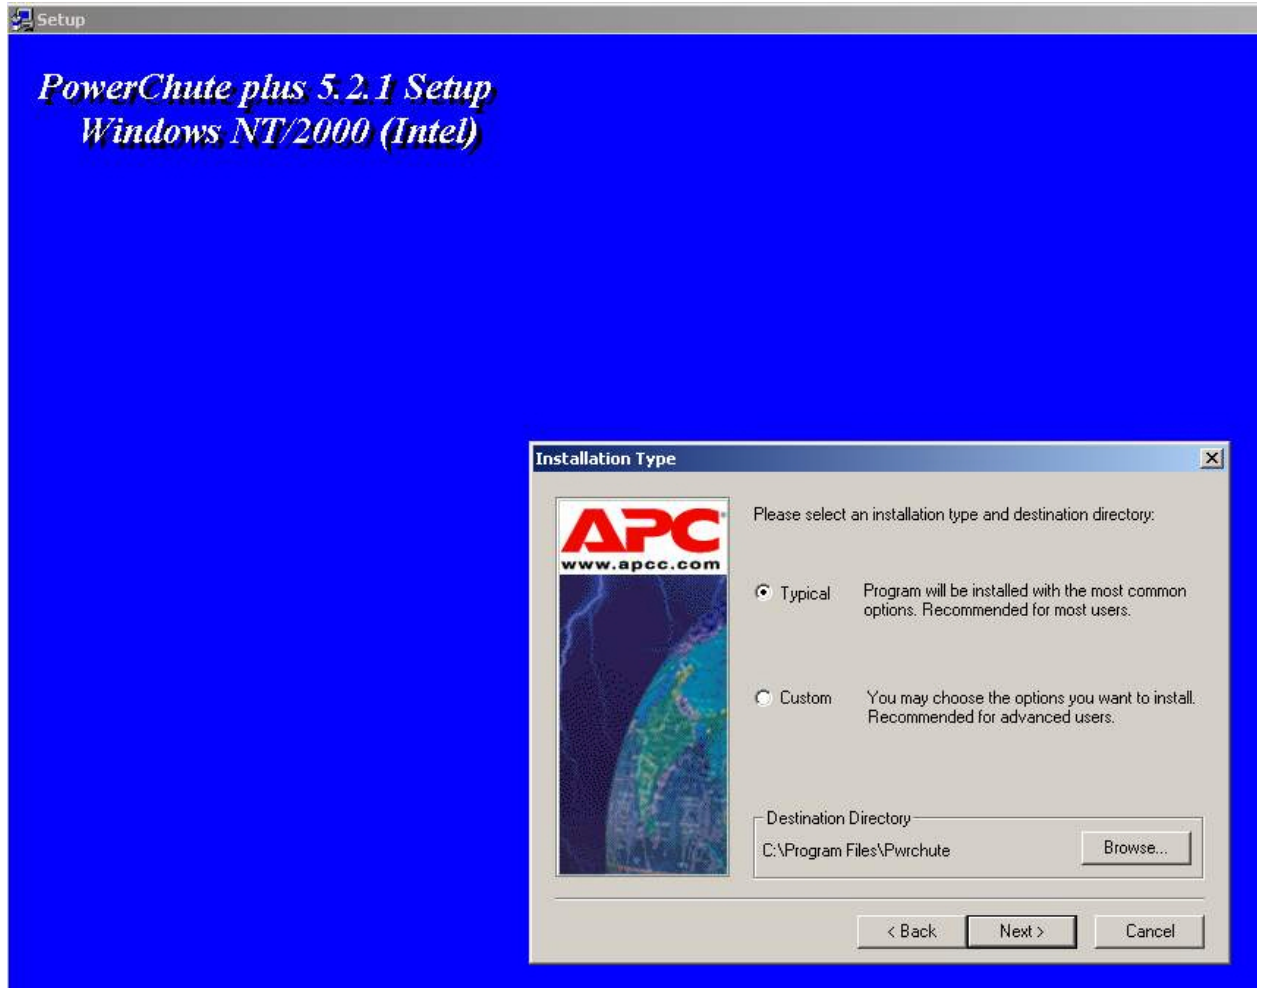 Setup
PowerChute plus 5.2.1 Setup
Windows NT/2000 (Intel)
Installation Type
APC
www.apcc.com
Please select an installation type and destination directory:
Typical
Program will be installed with the most common
options. Recommended for most users.
Custom
You may choose the options you want to install.
Recommended for advanced users.
Destination Directory
C:\Program Files\Pwrchute
Browse...
< Back
Next >
Cancel